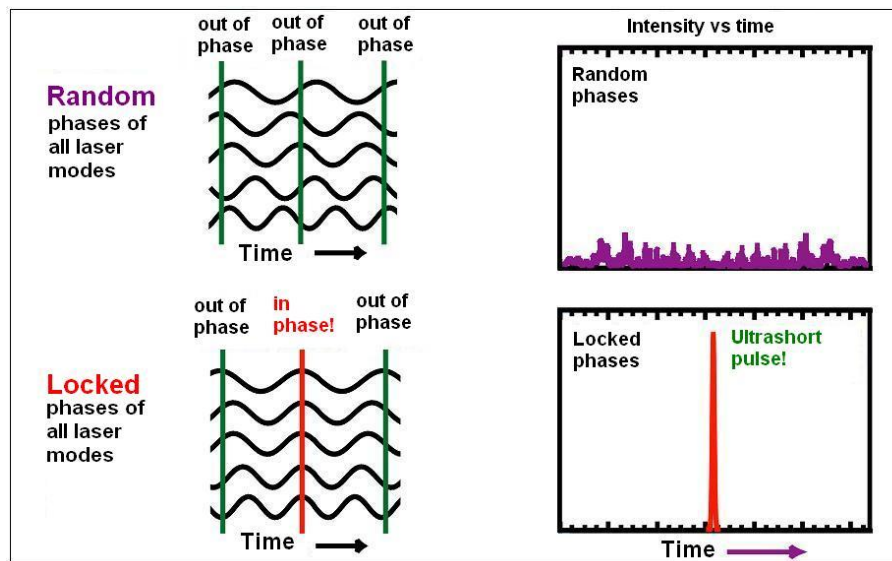 out of
phase
out of
phase
out of
phase
Random
phases of
all laser
modes
Time
Intensity vs time
Random
phases
out of
phase
in
phase!
out of
phase
Locked
phases of
all laser
modes
Time
Locked
phases
Ultrashort
pulse!
Time